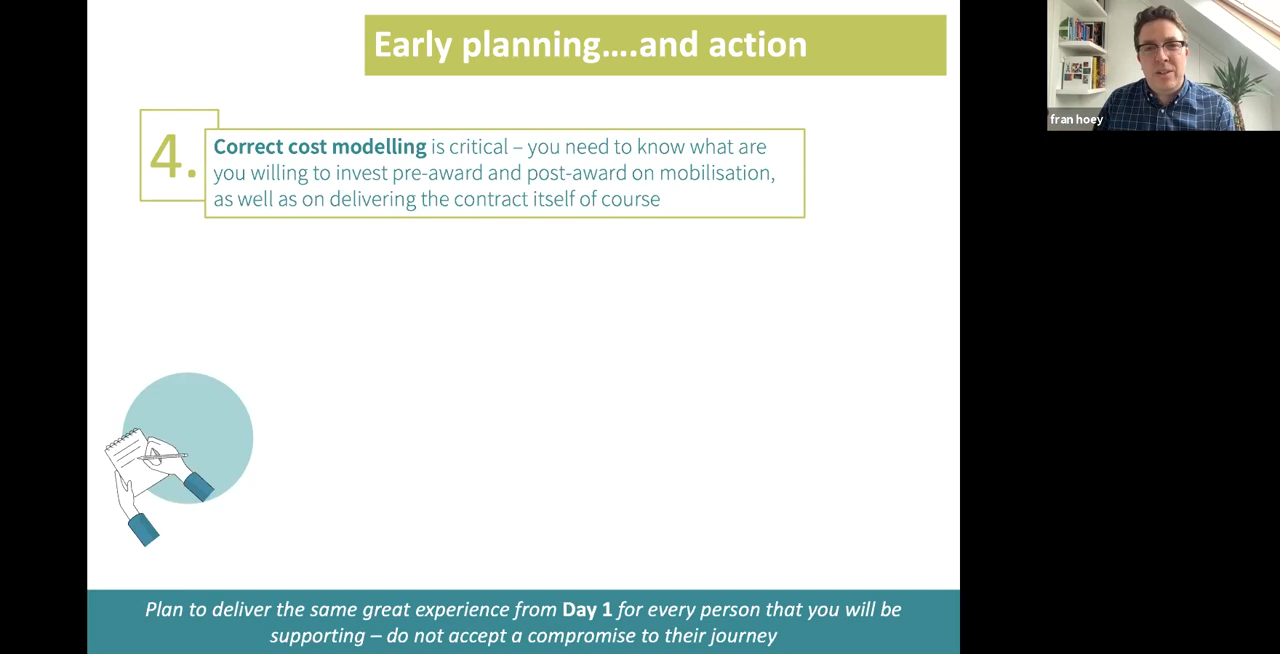 Early planning....and action
fran hoey
4.
Correct cost modelling is critical – you need to know what are
you willing to invest pre-award and post-award on mobilisation,
as well as on delivering the contract itself of course
Plan to deliver the same great experience from Day 1 for every person that you will be
supporting – do not accept a compromise to their journey